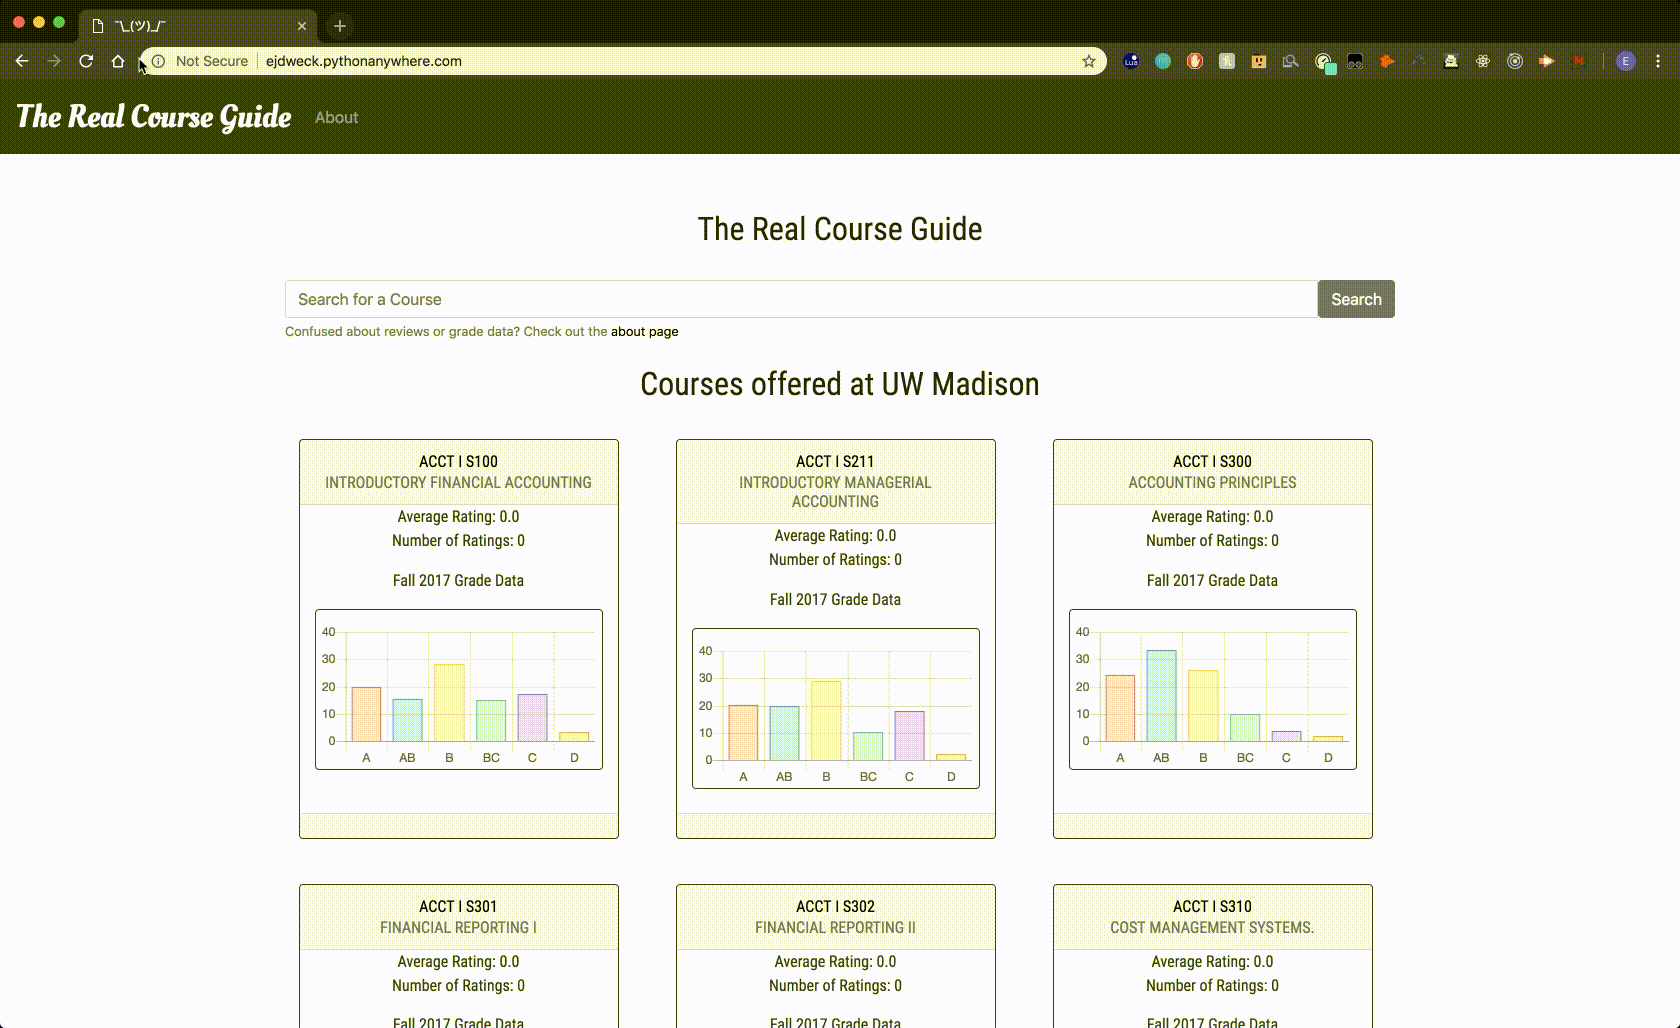 ¯\_(ツ)_/¯
Not Secure
ejdweck.pythonanywhere.com
E
The Real Course Guide
About
The Real Course Guide
Search for a Course
Search
Confused about reviews or grade data? Check out the about page
Courses offered at UW Madison
ACCT I S100
INTRODUCTORY FINANCIAL ACCOUNTING
Average Rating: 0.0
Number of Ratings: 0
Fall 2017 Grade Data
40
30
20
10
0
A AB B BC C D
ACCT I S211
INTRODUCTORY MANAGERIAL
ACCOUNTING
Average Rating: 0.0
Number of Ratings: 0
Fall 2017 Grade Data
40
30
20
10
0
A AB B BC C D
ACCT I S300
ACCOUNTING PRINCIPLES
Average Rating: 0.0
Number of Ratings: 0
Fall 2017 Grade Data
40
30
20
10
0
A AB B BC C D
ACCT I S301
FINANCIAL REPORTING I
Average Rating: 0.0
Number of Ratings: 0
Fall 2017 Grade Data
ACCT I S302
FINANCIAL REPORTING II
Average Rating: 0.0
Number of Ratings: 0
Fall 2017 Grade Data
ACCT I S310
COST MANAGEMENT SYSTEMS.
Average Rating: 0.0
Number of Ratings: 0
Fall 2017 Grade Data